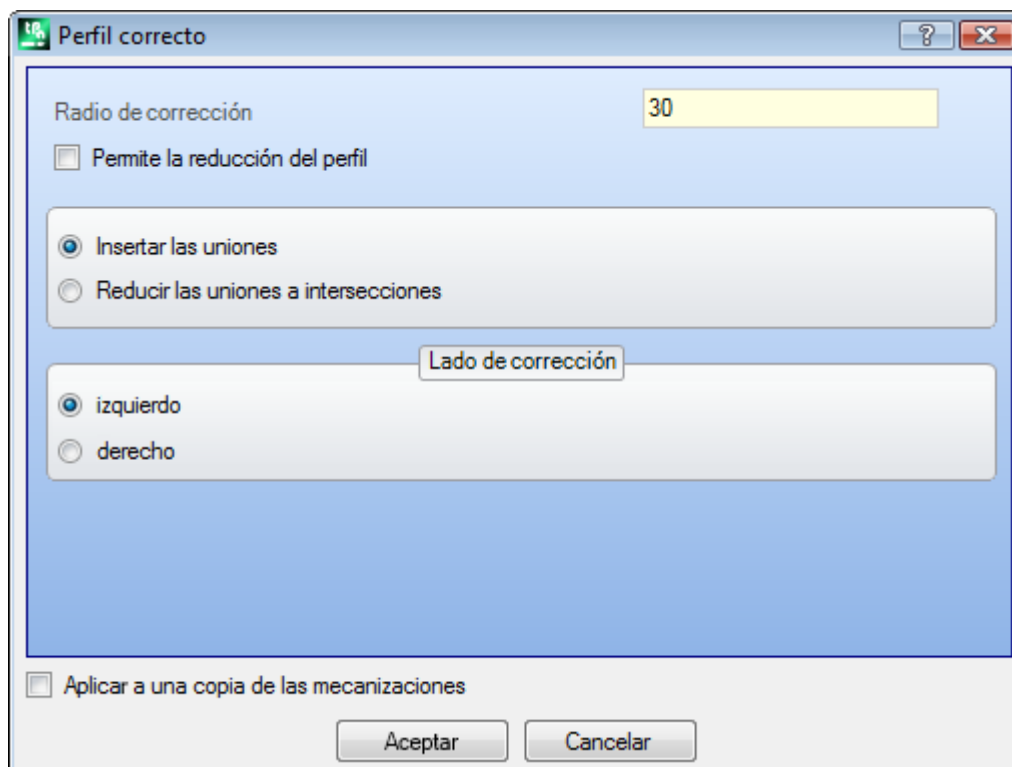 Perfil correcto
Radio de corrección 30
Permite la reducción del perfil
Insertar las uniones
Reducir las uniones a intersecciones
Lado de corrección
izquierdo
derecho
Aplicar a una copia de las mecanizaciones
Aceptar Cancelar